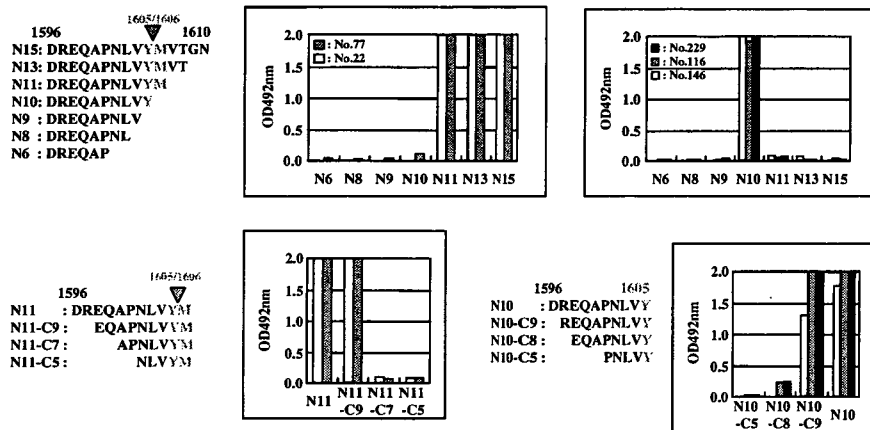 1605/1606
1596 1610
N15: DREQAPNLVYMVTGN
N13: DREQAPNLVYMVT
N11: DREQAPNLVYM
N10: DREQAPNLVY
N9 : DREQAPNLV
N8 : DREQAPNL
N6 : DREQAP
OD492nm
2.0
1.5
1.0
0.5
0.0
: No.77
: No.22
N6 N8 N9 N10 N11 N13 N15
OD492nm
2.0
1.5
1.0
0.5
0.0
: No.229
: No.116
: No.146
N6 N8 N9 N10 N11 N13 N15
1605/1606
1596
N11 : DREQAPNLVYM
N11-C9 : EQAPNLVYM
N11-C7 : APNLVYM
N11-C5 : NLVYM
OD492nm
2.0
1.5
1.0
0.5
0.0
N11 N11 N11 N11
-C9 -C7 -C5
1596 1605
N10 : DREQAPNLVY
N10-C9 : REQAPNLVY
N10-C8 : EQAPNLVY
N10-C5 : PNLVY
OD492nm
2.0
1.5
1.0
0.5
0.0
N10 N10 N10 N10
-C5 -C8 -C9